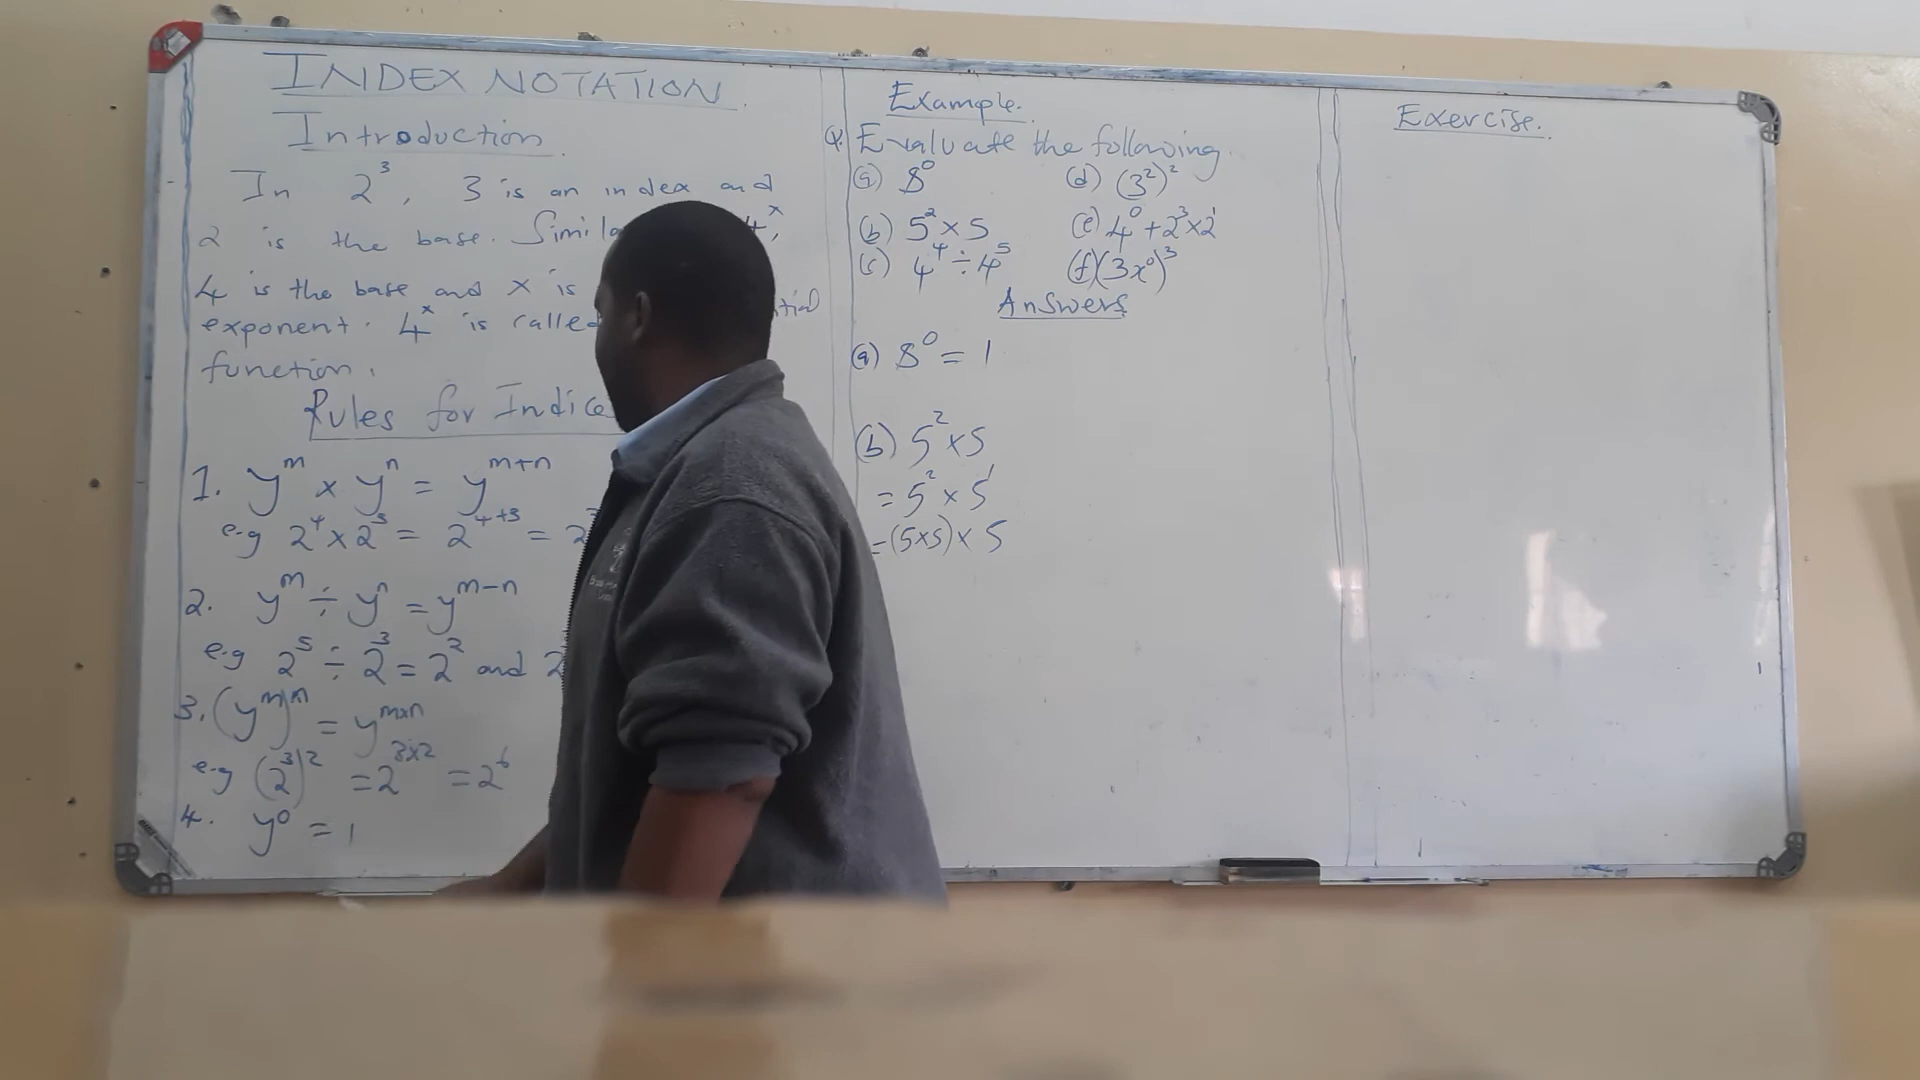 INDEX NOTATION
Introduction
In 2³, 3 is an index and
2 is the base. 4ˣ,
4 is the base and x is
exponent. 4ˣ is called
function.
Rules for
1. yᵐ × yⁿ = yᵐ⁺ⁿ
e.g 2⁴ × 2³ = 2⁴⁺³ =
2. yᵐ ÷ yⁿ = yᵐ⁻ⁿ
e.g 2⁵ ÷ 2³ = 2² and
3. (yᵐ)ⁿ = yᵐˣⁿ
e.g (2³)² = 2³ˣ² = 2⁶
4. y⁰ = 1
Example.
Q. Evaluate the following.
(a) 8⁰ (d) (3²)²
(b) 5² × 5 (e) 4⁰ + 2³ × 2¹
(c) 4⁴ ÷ 4⁵ (f) (3x⁰)³
Answers
(a) 8⁰ = 1
(b) 5² × 5
= 5² × 5¹
= (5×5) × 5
Exercise.